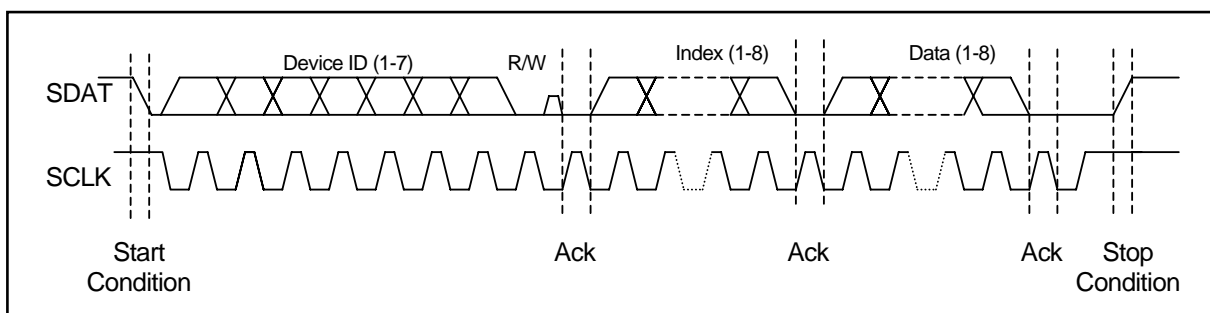 Device ID (1-7)
R/W
Index (1-8)
Data (1-8)
SDAT
SCLK
Start
Condition
Ack
Ack
Ack
Stop
Condition